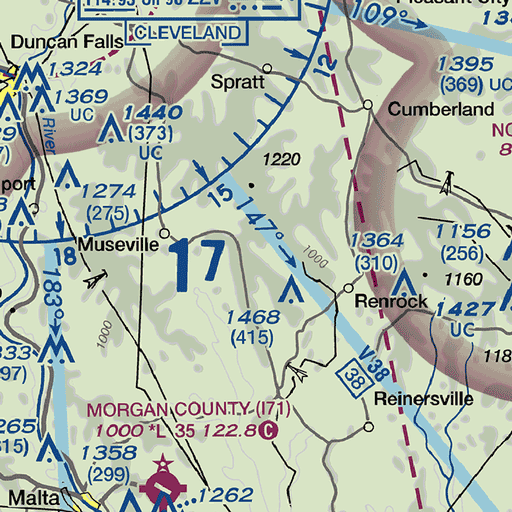 CLEVELAND
109°
Duncan Falls
12
1395
(369) UC
1324
Spratt
1369
UC
Cumberland
1440
(373)
UC
River
1220
port
1274
(275)
15
147°
1156
(256)
18
Museville
17
1000
1364
(310)
1160
183°
Renrock
1427
UC
1468
(415)
1000
V 38
38
Reinersville
MORGAN COUNTY (I71)
1000 *L 35 122.8 C
1358
(299)
Malta
1262